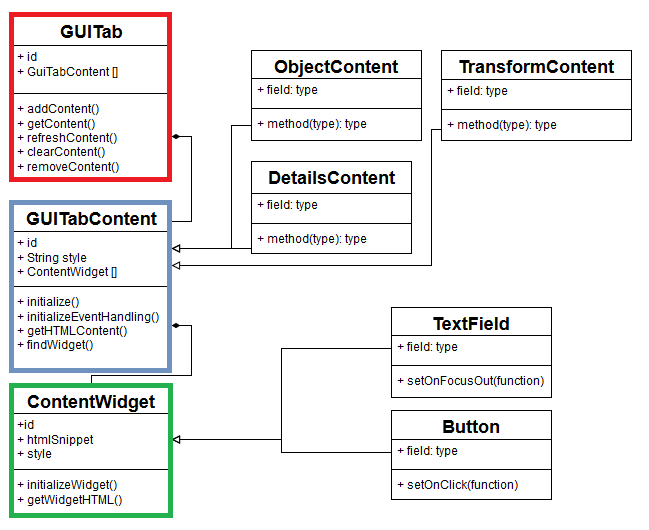 GUITab
+ id
+ GuiTabContent []
+ addContent()
+ getContent()
+ refreshContent()
+ clearContent()
+ removeContent()
ObjectContent
+ field: type
+ method(type): type
TransformContent
+ field: type
+ method(type): type
DetailsContent
+ field: type
+ method(type): type
GUITabContent
+ id
+ String style
+ ContentWidget []
+ initialize()
+ initializeEventHandling()
+ getHTMLContent()
+ findWidget()
TextField
+ field: type
+ setOnFocusOut(function)
ContentWidget
+id
+ htmlSnippet
+ style
+ initializeWidget()
+ getWidgetHTML()
Button
+ field: type
+ setOnClick(function)